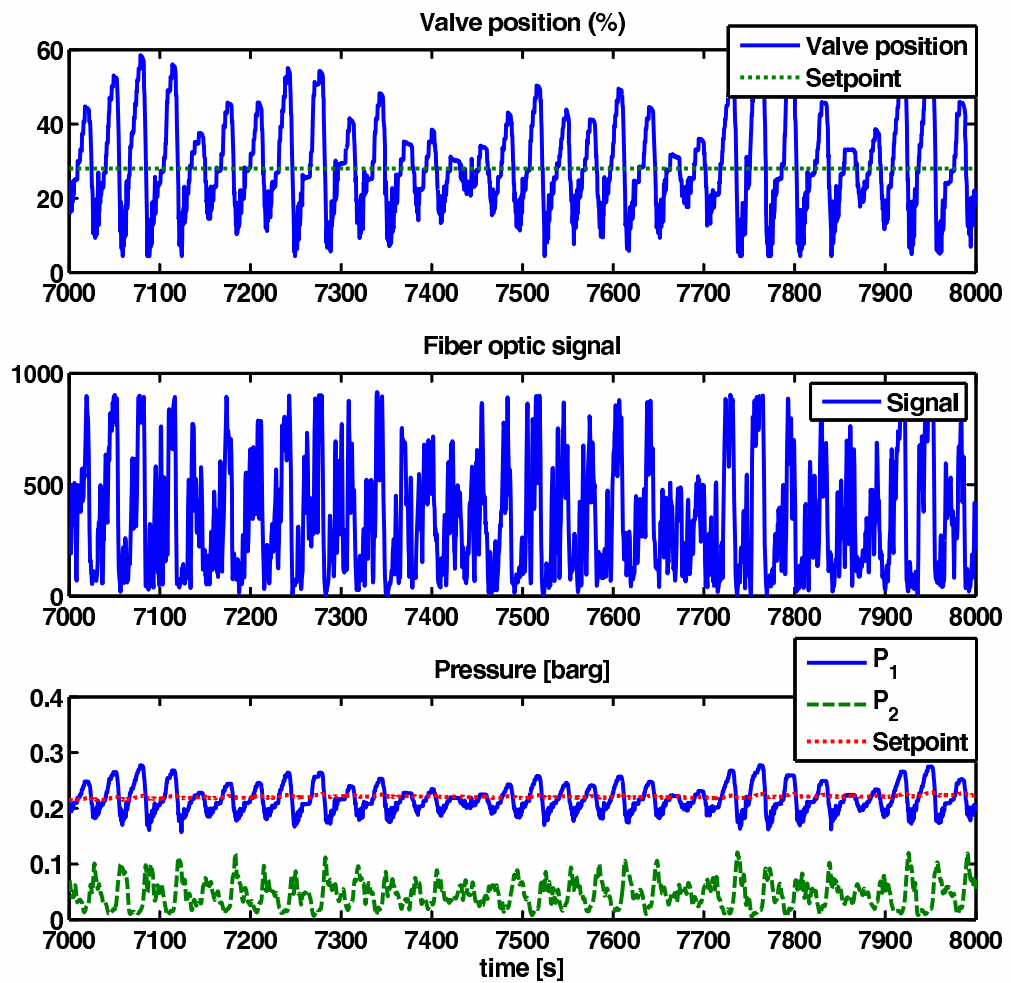 Valve position (%)
60
40
20
0
Valve position
Setpoint
7000 7100 7200 7300 7400 7500 7600 7700 7800 7900 8000
Fiber optic signal
1000
500
0
Signal
7000 7100 7200 7300 7400 7500 7600 7700 7800 7900 8000
Pressure [barg]
0.4
0.3
0.2
0.1
0
P1
P2
Setpoint
7000 7100 7200 7300 7400 7500 7600 7700 7800 7900 8000
time [s]